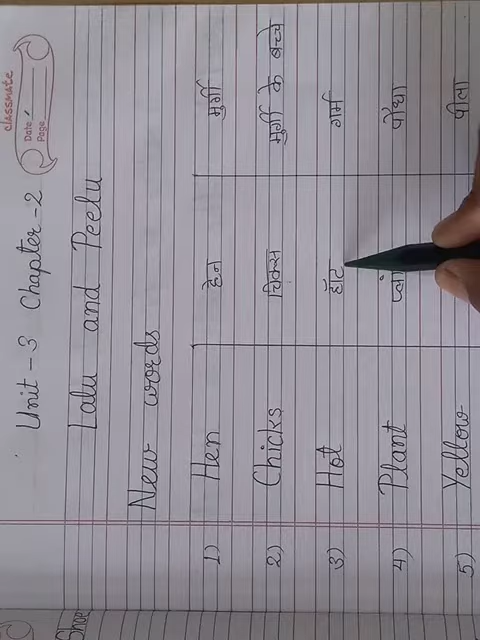 classmate
Date
Page
Unit - 3 Chapter - 2
Lalu and Peelu
New words
1) Hen हेन मुर्गी
2) Chicks चिक्स मुर्गी के बच्चे
3) Hot हॉट गर्म
4) Plant पौधा
5) Yellow पीला